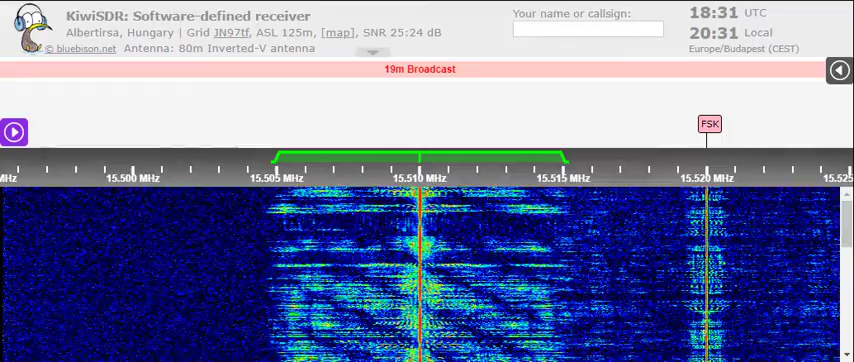 KiwiSDR: Software-defined receiver
Albertirsa, Hungary | Grid JN97tf, ASL 125m, [map], SNR 25:24 dB
© bluebison.net Antenna: 80m Inverted-V antenna
Your name or callsign:
18:31 UTC
20:31 Local
Europe/Budapest (CEST)
19m Broadcast
FSK
MHz 15.500 MHz 15.505 MHz 15.510 MHz 15.515 MHz 15.520 MHz 15.525